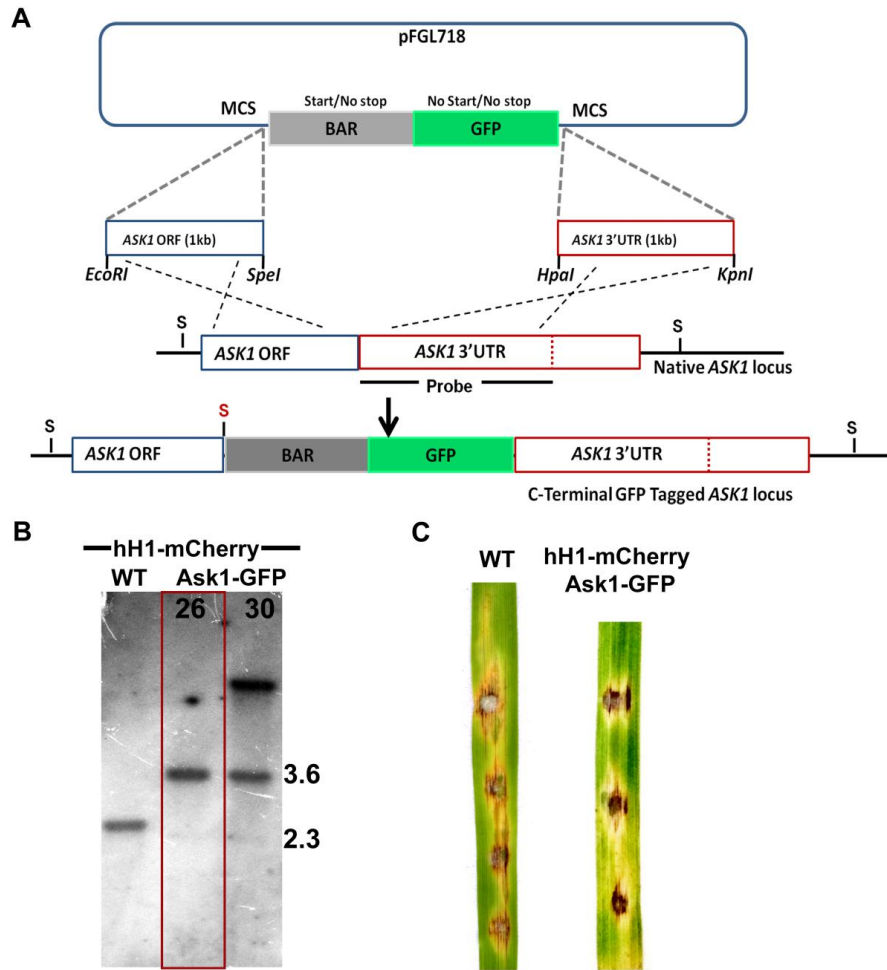 A
pFGL718
MCS
Start/No stop
No Start/No stop
MCS
BAR
GFP
ASK1 ORF (1kb)
ASK1 3'UTR (1kb)
EcoRI
SpeI
HpaI
KpnI
S
S
ASK1 ORF
ASK1 3'UTR
Native ASK1 locus
Probe
S
S
S
ASK1 ORF
BAR
GFP
ASK1 3'UTR
C-Terminal GFP Tagged ASK1 locus
B
hH1-mCherry
WT
Ask1-GFP
26
30
3.6
2.3
C
WT
hH1-mCherry
Ask1-GFP